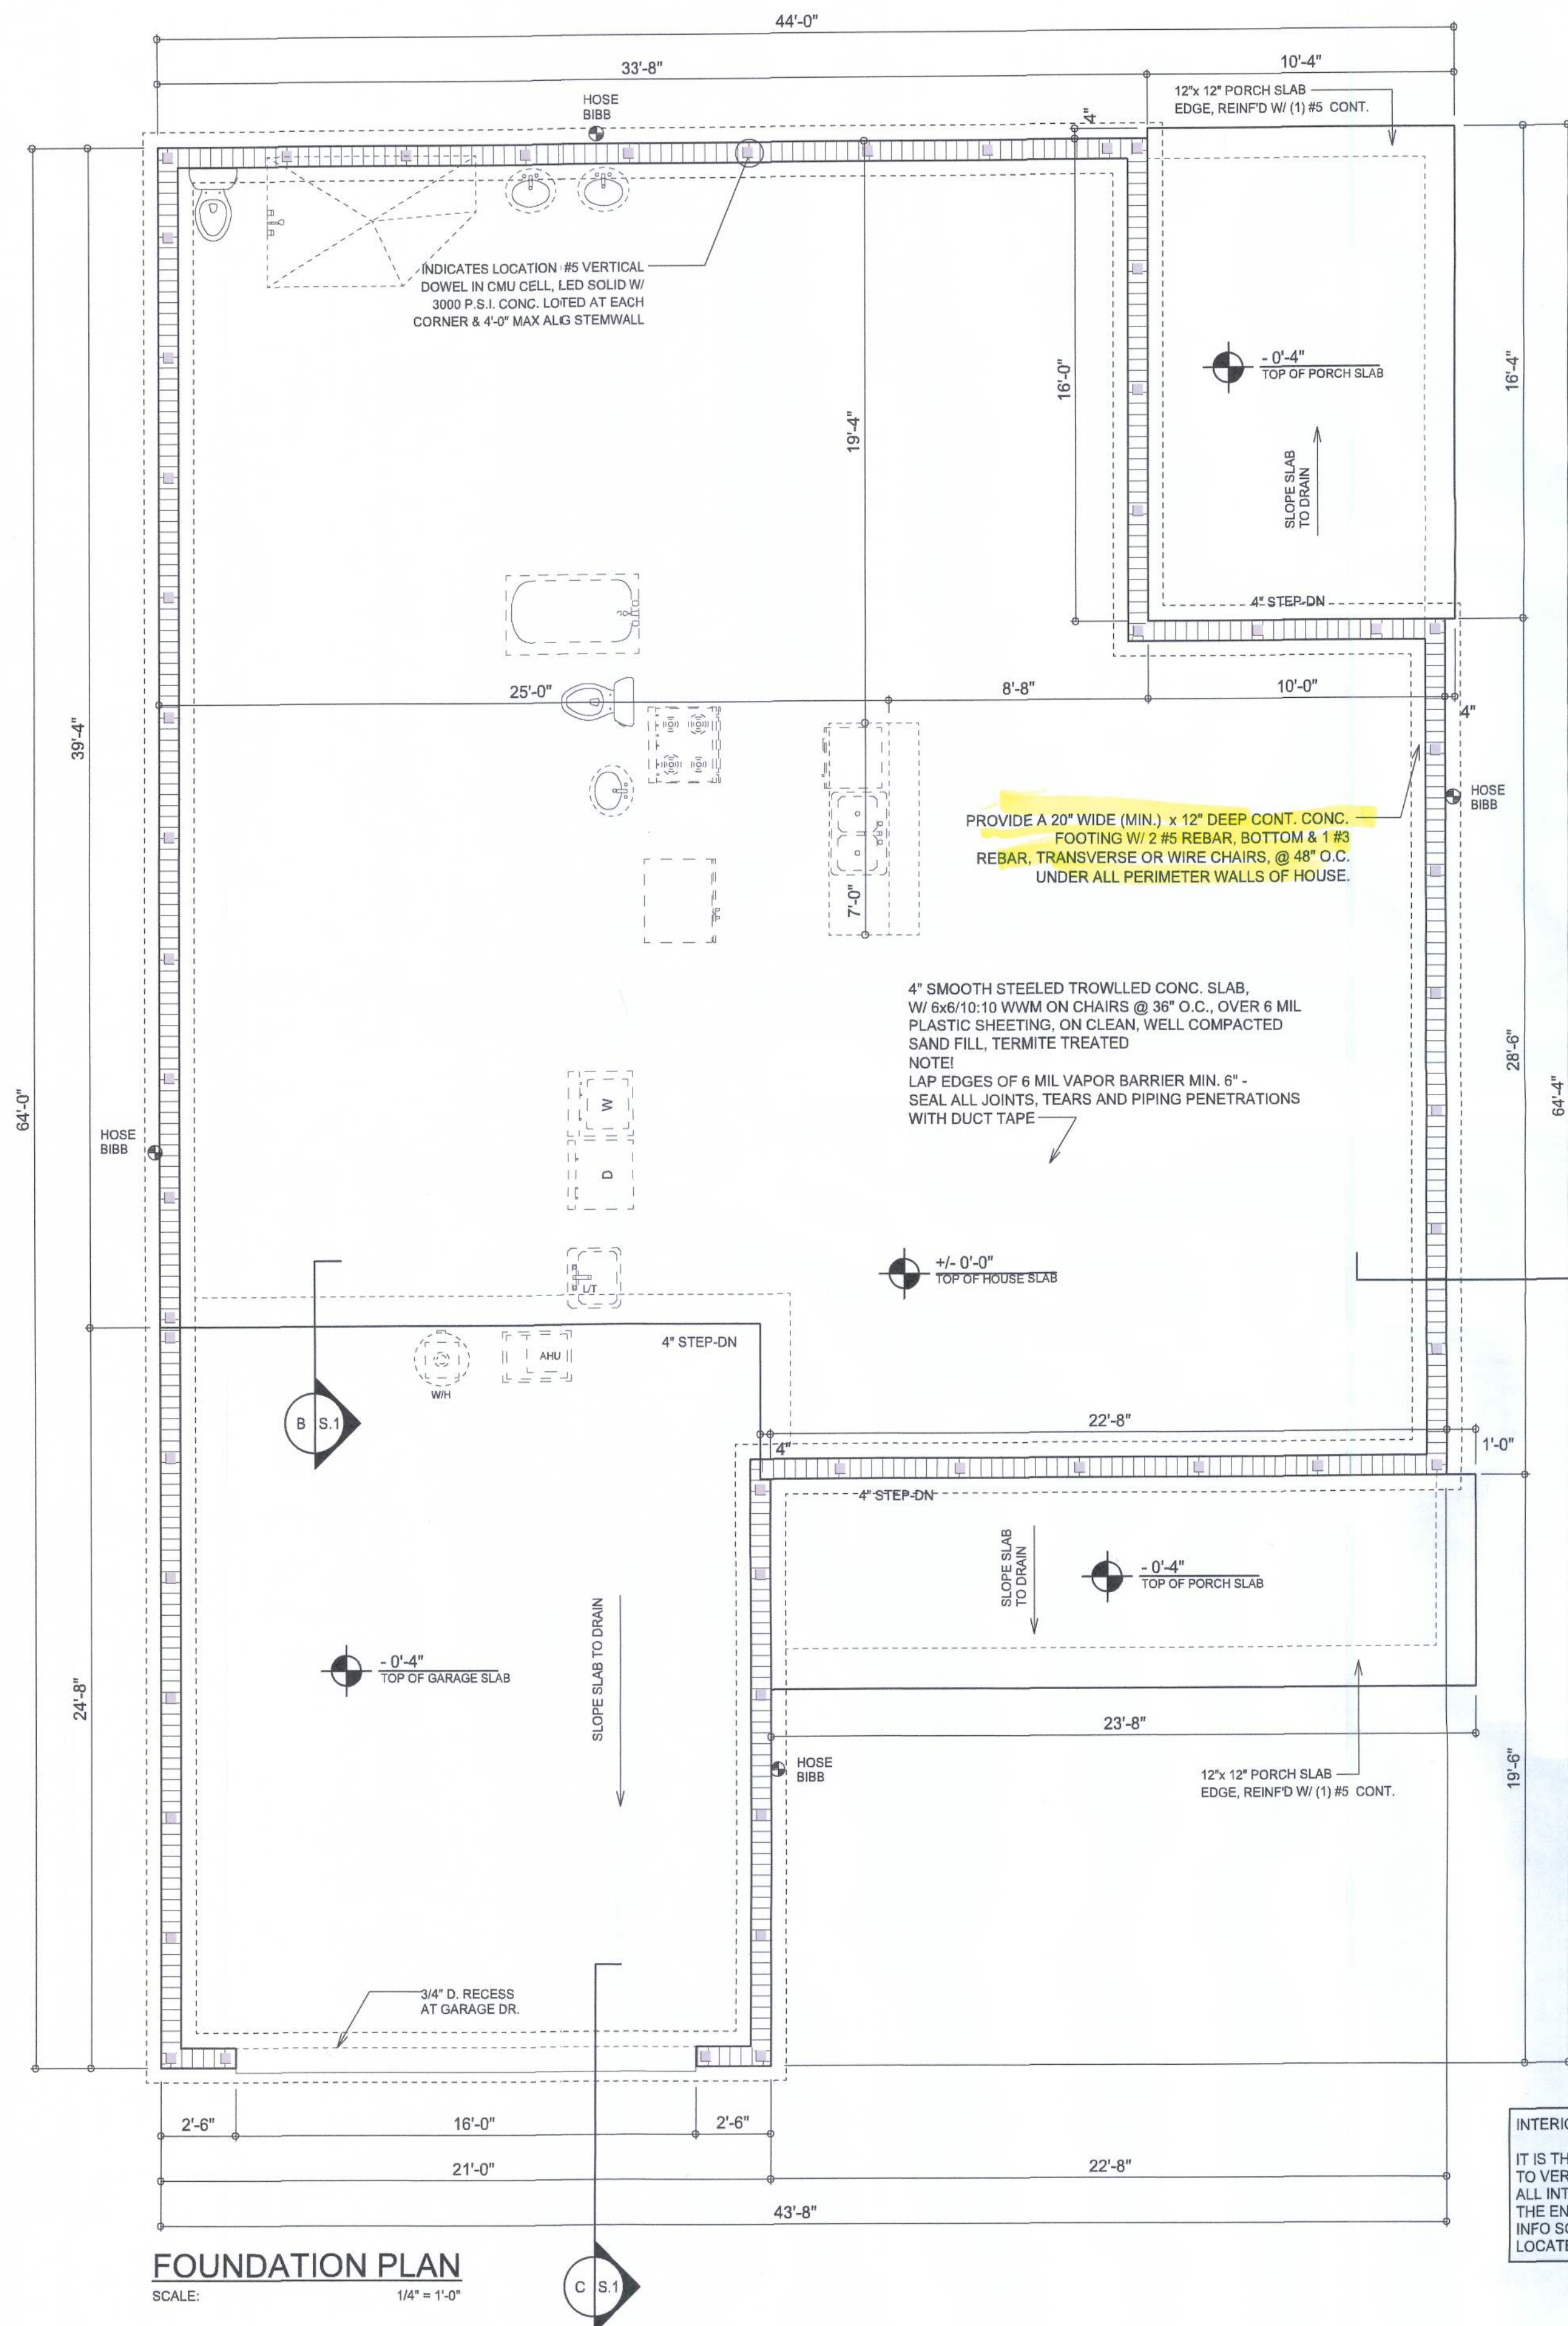 44'-0"
33'-8"
10'-4"
HOSE
BIBB
4"
12"x 12" PORCH SLAB
EDGE, REINF'D W/ (1) #5 CONT.
INDICATES LOCATION #5 VERTICAL
DOWEL IN CMU CELL, LED SOLID W/
3000 P.S.I. CONC. LOTED AT EACH
CORNER & 4'-0" MAX ALG STEMWALL
- 0'-4"
TOP OF PORCH SLAB
16'-0"
16'-4"
19'-4"
SLOPE SLAB
TO DRAIN
4" STEP-DN
25'-0"
8'-8"
10'-0"
4"
39'-4"
HOSE
BIBB
PROVIDE A 20" WIDE (MIN.) x 12" DEEP CONT. CONC.
FOOTING W/ 2 #5 REBAR, BOTTOM & 1 #3
REBAR, TRANSVERSE OR WIRE CHAIRS, @ 48" O.C.
UNDER ALL PERIMETER WALLS OF HOUSE.
7'-0"
4" SMOOTH STEELED TROWLLED CONC. SLAB,
W/ 6x6/10:10 WWM ON CHAIRS @ 36" O.C., OVER 6 MIL
PLASTIC SHEETING, ON CLEAN, WELL COMPACTED
SAND FILL, TERMITE TREATED
NOTE!
LAP EDGES OF 6 MIL VAPOR BARRIER MIN. 6" -
SEAL ALL JOINTS, TEARS AND PIPING PENETRATIONS
WITH DUCT TAPE
28'-6"
64'-0"
64'-4"
W
D
HOSE
BIBB
L/T
+/- 0'-0"
TOP OF HOUSE SLAB
4" STEP-DN
AHU
W/H
B S.1
22'-8"
4"
1'-0"
4" STEP-DN
SLOPE SLAB
TO DRAIN
- 0'-4"
TOP OF PORCH SLAB
- 0'-4"
TOP OF GARAGE SLAB
SLOPE SLAB TO DRAIN
24'-8"
23'-8"
HOSE
BIBB
12"x 12" PORCH SLAB
EDGE, REINF'D W/ (1) #5 CONT.
19'-6"
3/4" D. RECESS
AT GARAGE DR.
2'-6"
16'-0"
2'-6"
21'-0"
22'-8"
43'-8"
FOUNDATION PLAN
SCALE: 1/4" = 1'-0"
C S.1
IT IS
ALL
INFO